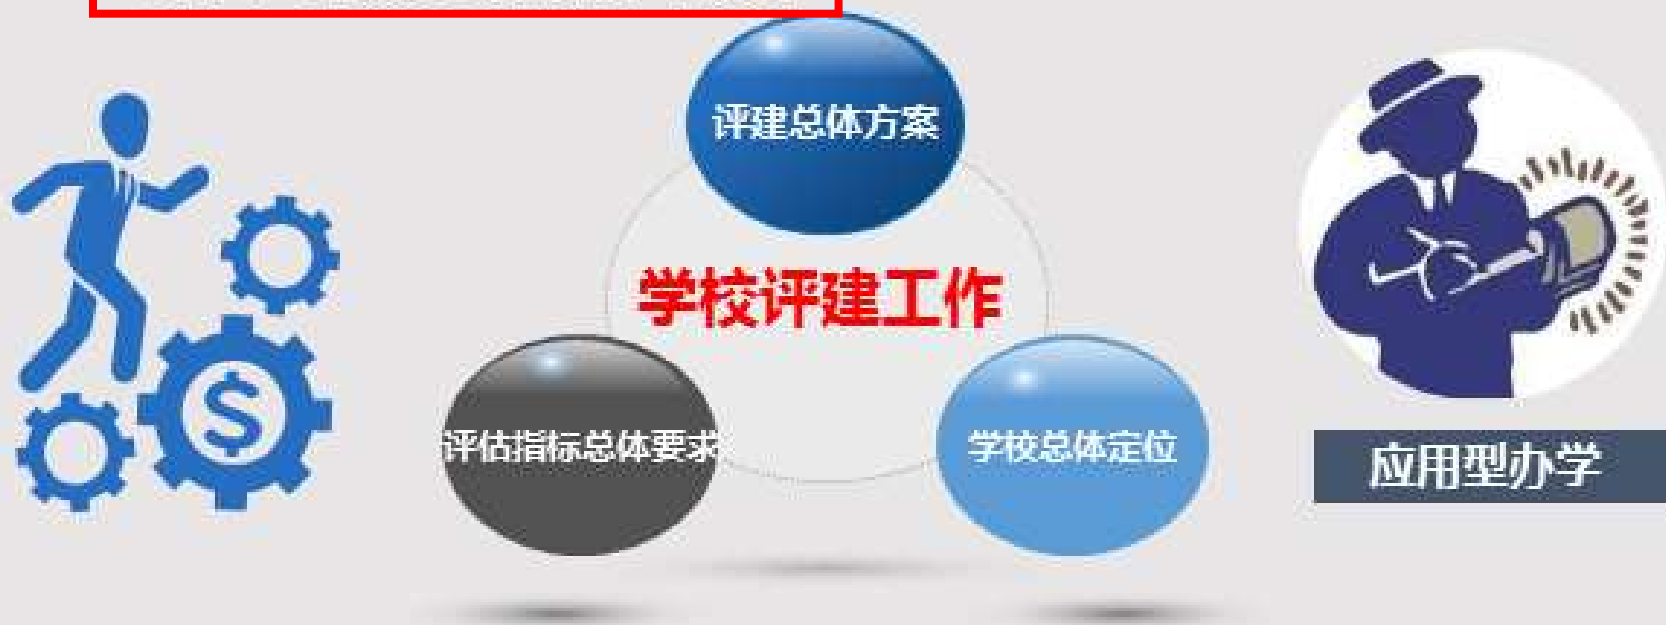 评建总体方案
学校评建工作
评估指标总体要求
学校总体定位
应用型办学
$